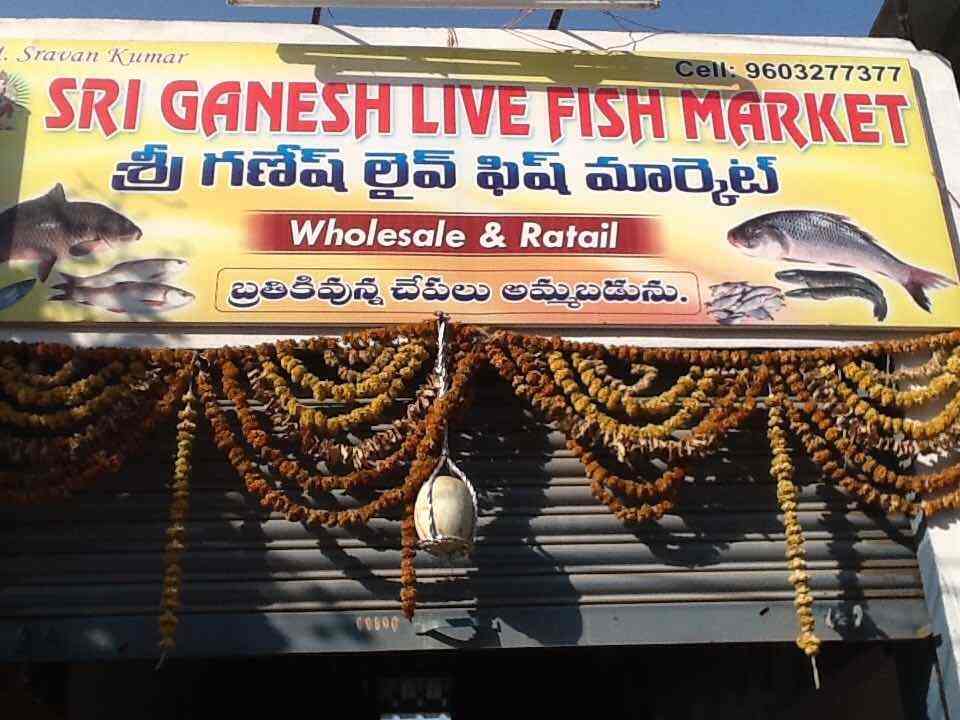 Sravan Kumar
Cell: 9603277377
SRI GANESH LIVE FISH MARKET
శ్రీ గణేష్ లైవ్ ఫిష్ మార్కెట్
Wholesale & Ratail
బ్రతికివున్న చేపలు అమ్మబడును.